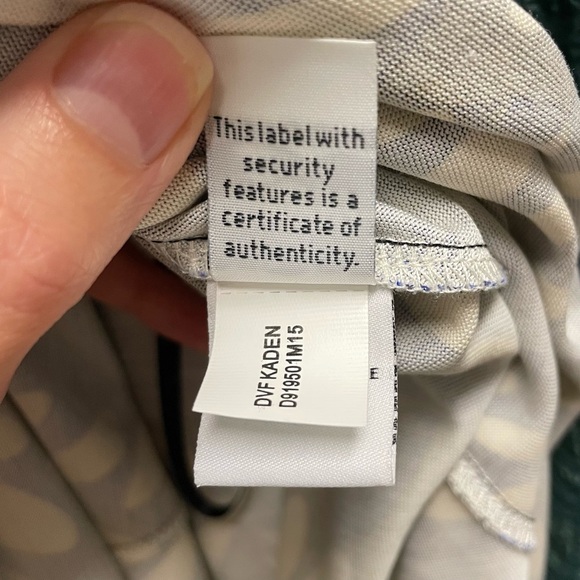 This label with
security
features is a
certificate of
authenticity.
DVF KADEN
D919501M15